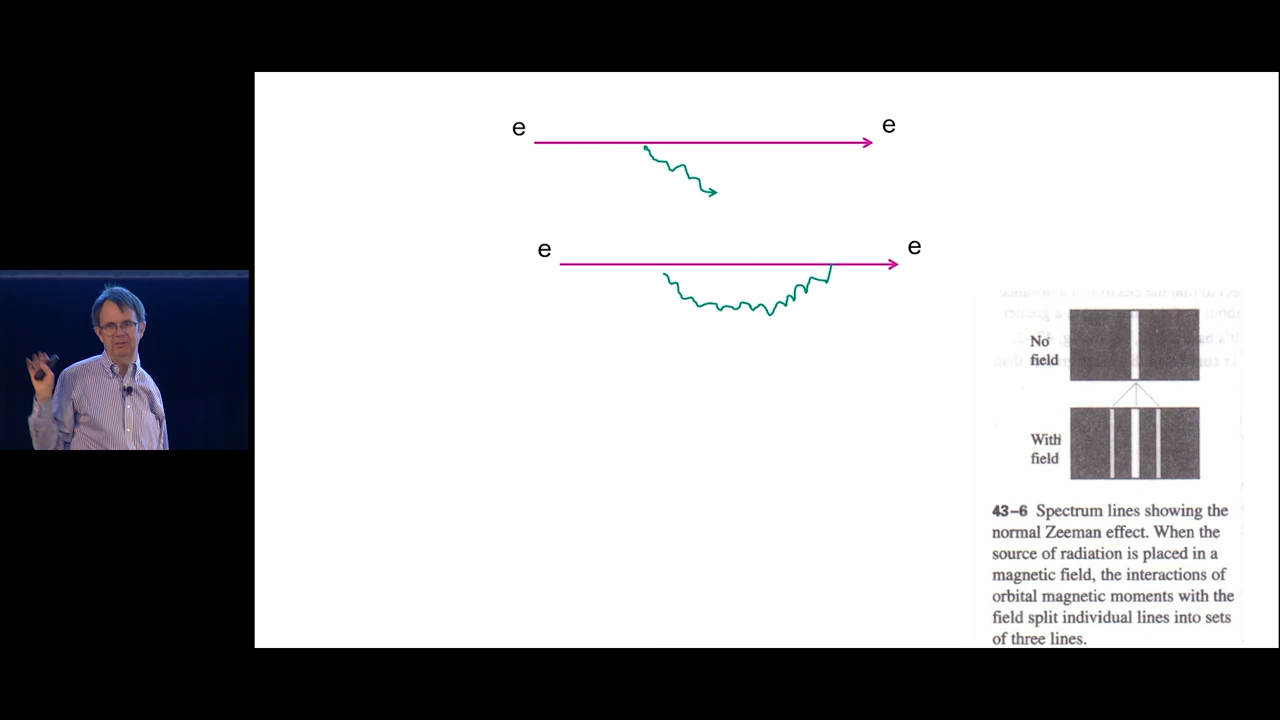 e
e
e
e
No
field
With
field
43–6 Spectrum lines showing the
normal Zeeman effect. When the
source of radiation is placed in a
magnetic field, the interactions of
orbital magnetic moments with the
field split individual lines into sets
of three lines.